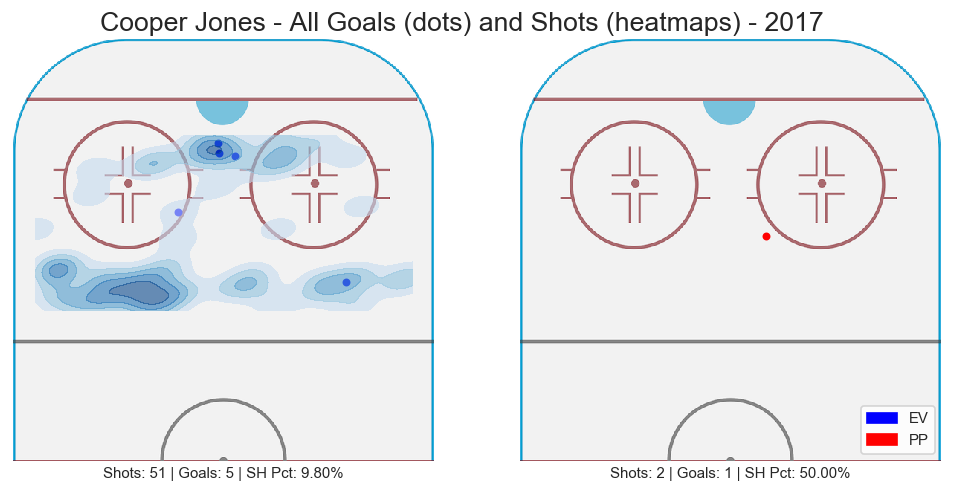 Cooper Jones - All Goals (dots) and Shots (heatmaps) - 2017
EV
PP
Shots: 51 | Goals: 5 | SH Pct: 9.80%
Shots: 2 | Goals: 1 | SH Pct: 50.00%